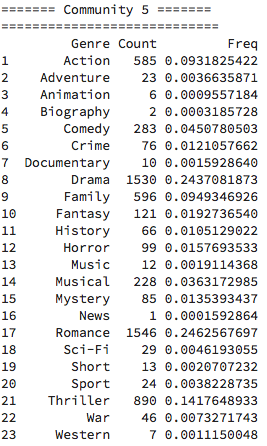 ======= Community 5 =======
============================
Genre Count Freq
1 Action 585 0.0931825422
2 Adventure 23 0.0036635871
3 Animation 6 0.0009557184
4 Biography 2 0.0003185728
5 Comedy 283 0.0450780503
6 Crime 76 0.0121057662
7 Documentary 10 0.0015928640
8 Drama 1530 0.2437081873
9 Family 596 0.0949346926
10 Fantasy 121 0.0192736540
11 History 66 0.0105129022
12 Horror 99 0.0157693533
13 Music 12 0.0019114368
14 Musical 228 0.0363172985
15 Mystery 85 0.0135393437
16 News 1 0.0001592864
17 Romance 1546 0.2462567697
18 Sci-Fi 29 0.0046193055
19 Short 13 0.0020707232
20 Sport 24 0.0038228735
21 Thriller 890 0.1417648933
22 War 46 0.0073271743
23 Western 7 0.0011150048